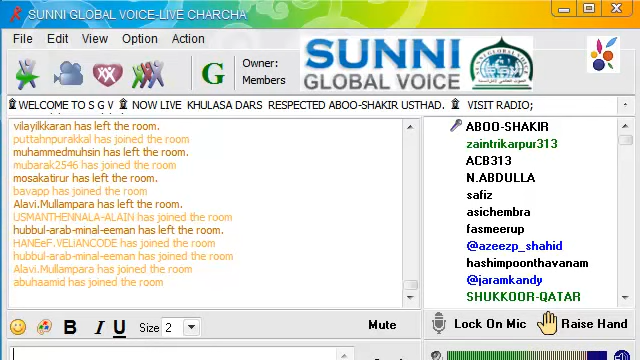 SUNNI GLOBAL VOICE-LIVE CHARCHA
File Edit View Option Action
G
Owner:
Members
SUNNI
GLOBAL VOICE
WELCOME TO S G V NOW LIVE KHULASA DARS RESPECTED ABOO-SHAKIR USTHAD. VISIT RADIO;
vilayilkkaran has left the room.
puttahnpurakkal has joined the room
muhammedmuhsin has left the room.
mubarak2546 has joined the room
mosakatirur has left the room.
bavapp has joined the room
Alavi.Mullampara has left the room.
USMANTHENNALA-ALAIN has joined the room
hubbul-arab-minal-eeman has left the room.
HANEeF.VELiANCODE has joined the room
hubbul-arab-minal-eeman has joined the room
Alavi.Mullampara has joined the room
abuhaamid has joined the room
ABOO-SHAKIR
zaintrikarpur313
ACB313
N.ABDULLA
safiz
asichembra
fasmeerup
@azeezp_shahid
hashimpoonthavanam
@jaramkandy
SHUKKOOR-QATAR
B I U Size 2 Mute
Lock On Mic Raise Hand